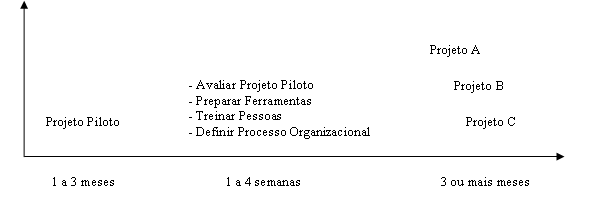 Projeto A
- Avaliar Projeto Piloto
Projeto B
- Preparar Ferramentas
- Treinar Pessoas
Projeto Piloto
Projeto C
- Definir Processo Organizacional
1 a 3 meses
1 a 4 semanas
3 ou mais meses